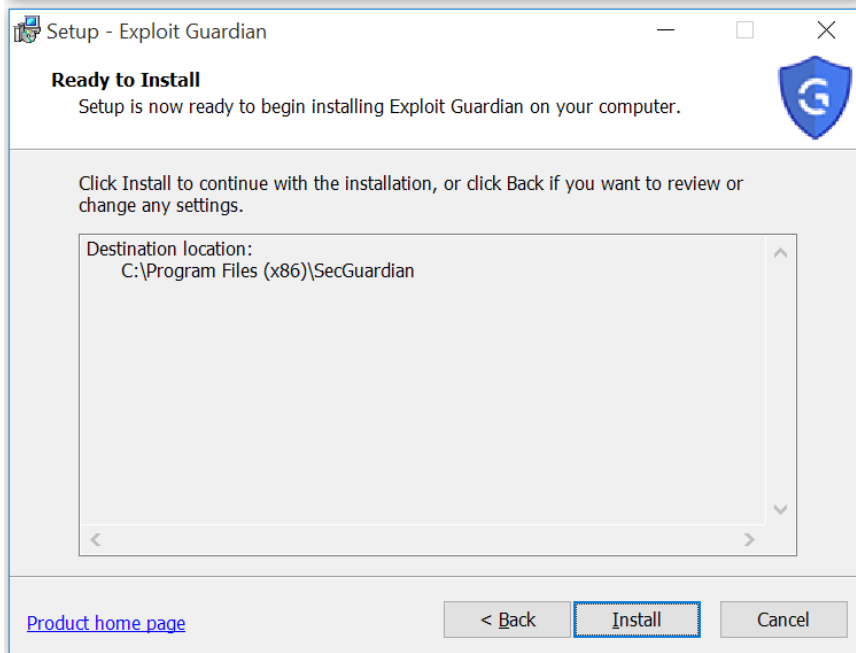 Setup - Exploit Guardian
Ready to Install
Setup is now ready to begin installing Exploit Guardian on your computer.
G
Click Install to continue with the installation, or click Back if you want to review or
change any settings.
Destination location:
C:\Program Files (x86)\SecGuardian
Product home page
< Back
Install
Cancel